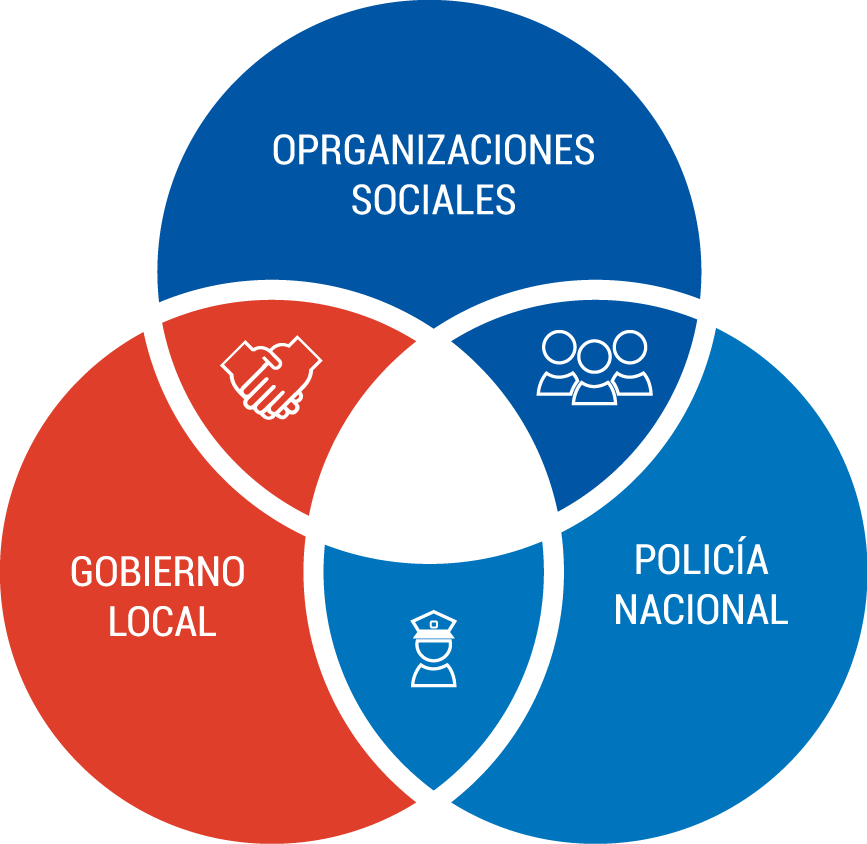 OPRGANIZACIONES
SOCIALES
GOBIERNO
LOCAL
POLICÍA
NACIONAL